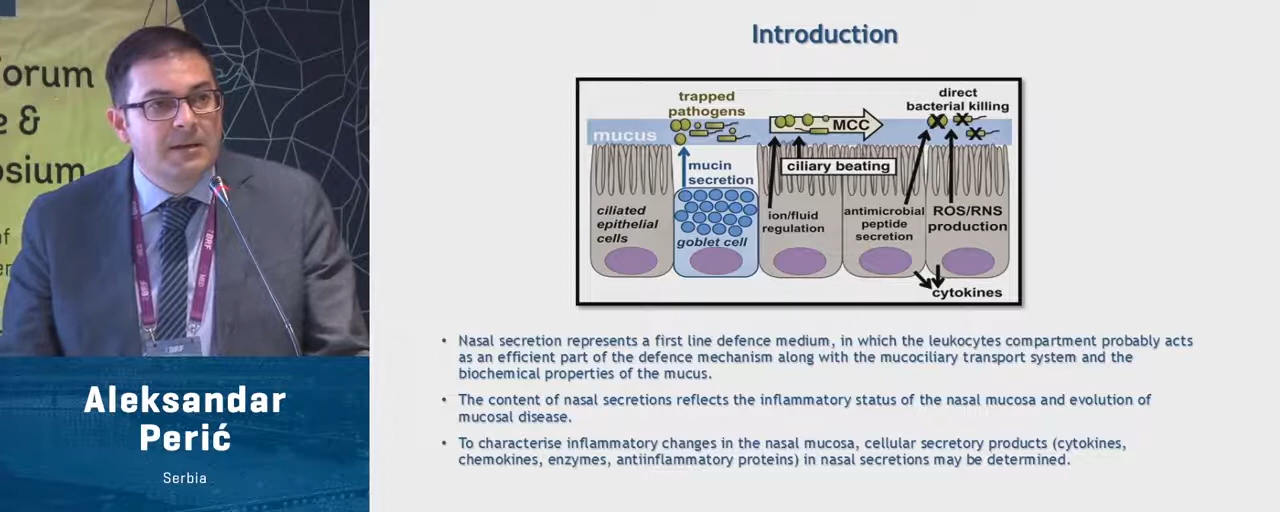 orum
e &
osium
BRF
MED
BRF
Aleksandar
Perić
Serbia
Introduction
trapped
pathogens
direct
bacterial killing
mucus
MCC
mucin
secretion
ciliary beating
ciliated
epithelial
cells
goblet cell
ion/fluid
regulation
antimicrobial
peptide
secretion
ROS/RNS
production
cytokines
• Nasal secretion represents a first line defence medium, in which the leukocytes compartment probably acts
as an efficient part of the defence mechanism along with the mucociliary transport system and the
biochemical properties of the mucus.
• The content of nasal secretions reflects the inflammatory status of the nasal mucosa and evolution of
mucosal disease.
• To characterise inflammatory changes in the nasal mucosa, cellular secretory products (cytokines,
chemokines, enzymes, antiinflammatory proteins) in nasal secretions may be determined.